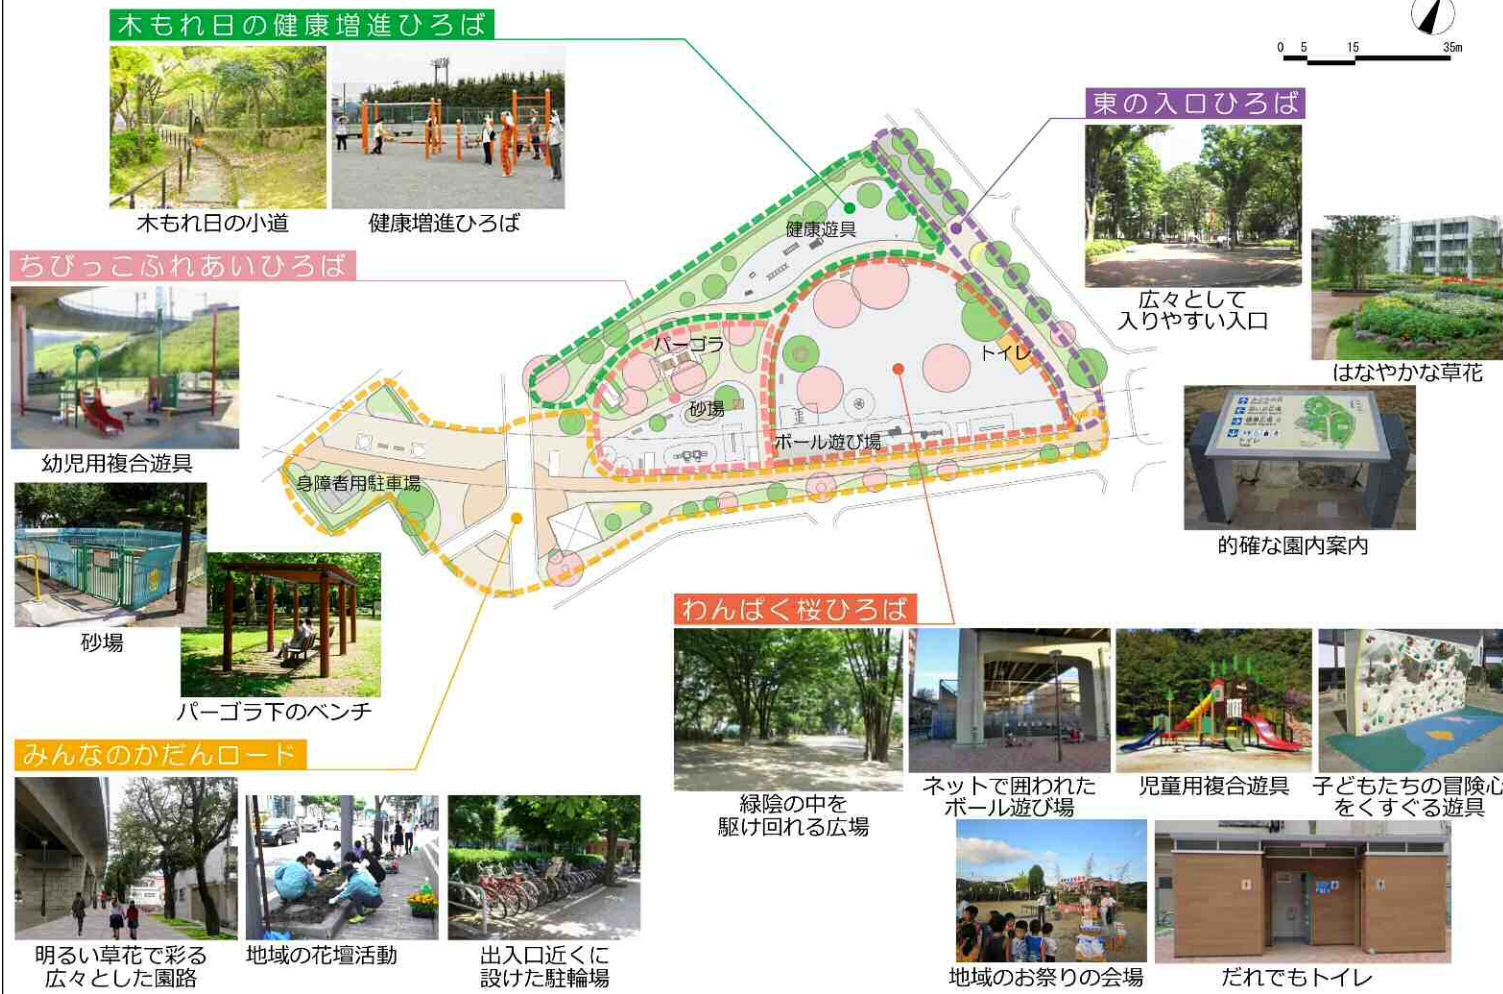 木もれ日の健康増進ひろば
木もれ日の小道
健康増進ひろば
0 5 15 35m
東の入口ひろば
広々として
入りやすい入口
はなやかな草花
的確な園内案内
ちびっこふれあいひろば
幼児用複合遊具
砂場
パーゴラ下のベンチ
健康遊具
パーゴラ
砂場
トイレ
ボール遊び場
身障者用駐車場
わんぱく桜ひろば
緑陰の中を
駆け回れる広場
ネットで囲われた
ボール遊び場
児童用複合遊具
子どもたちの冒険心
をくすぐる遊具
地域のお祭りの会場
だれでもトイレ
みんなのかだんロード
明るい草花で彩る
広々とした園路
地域の花壇活動
出入口近くに
設けた駐輪場